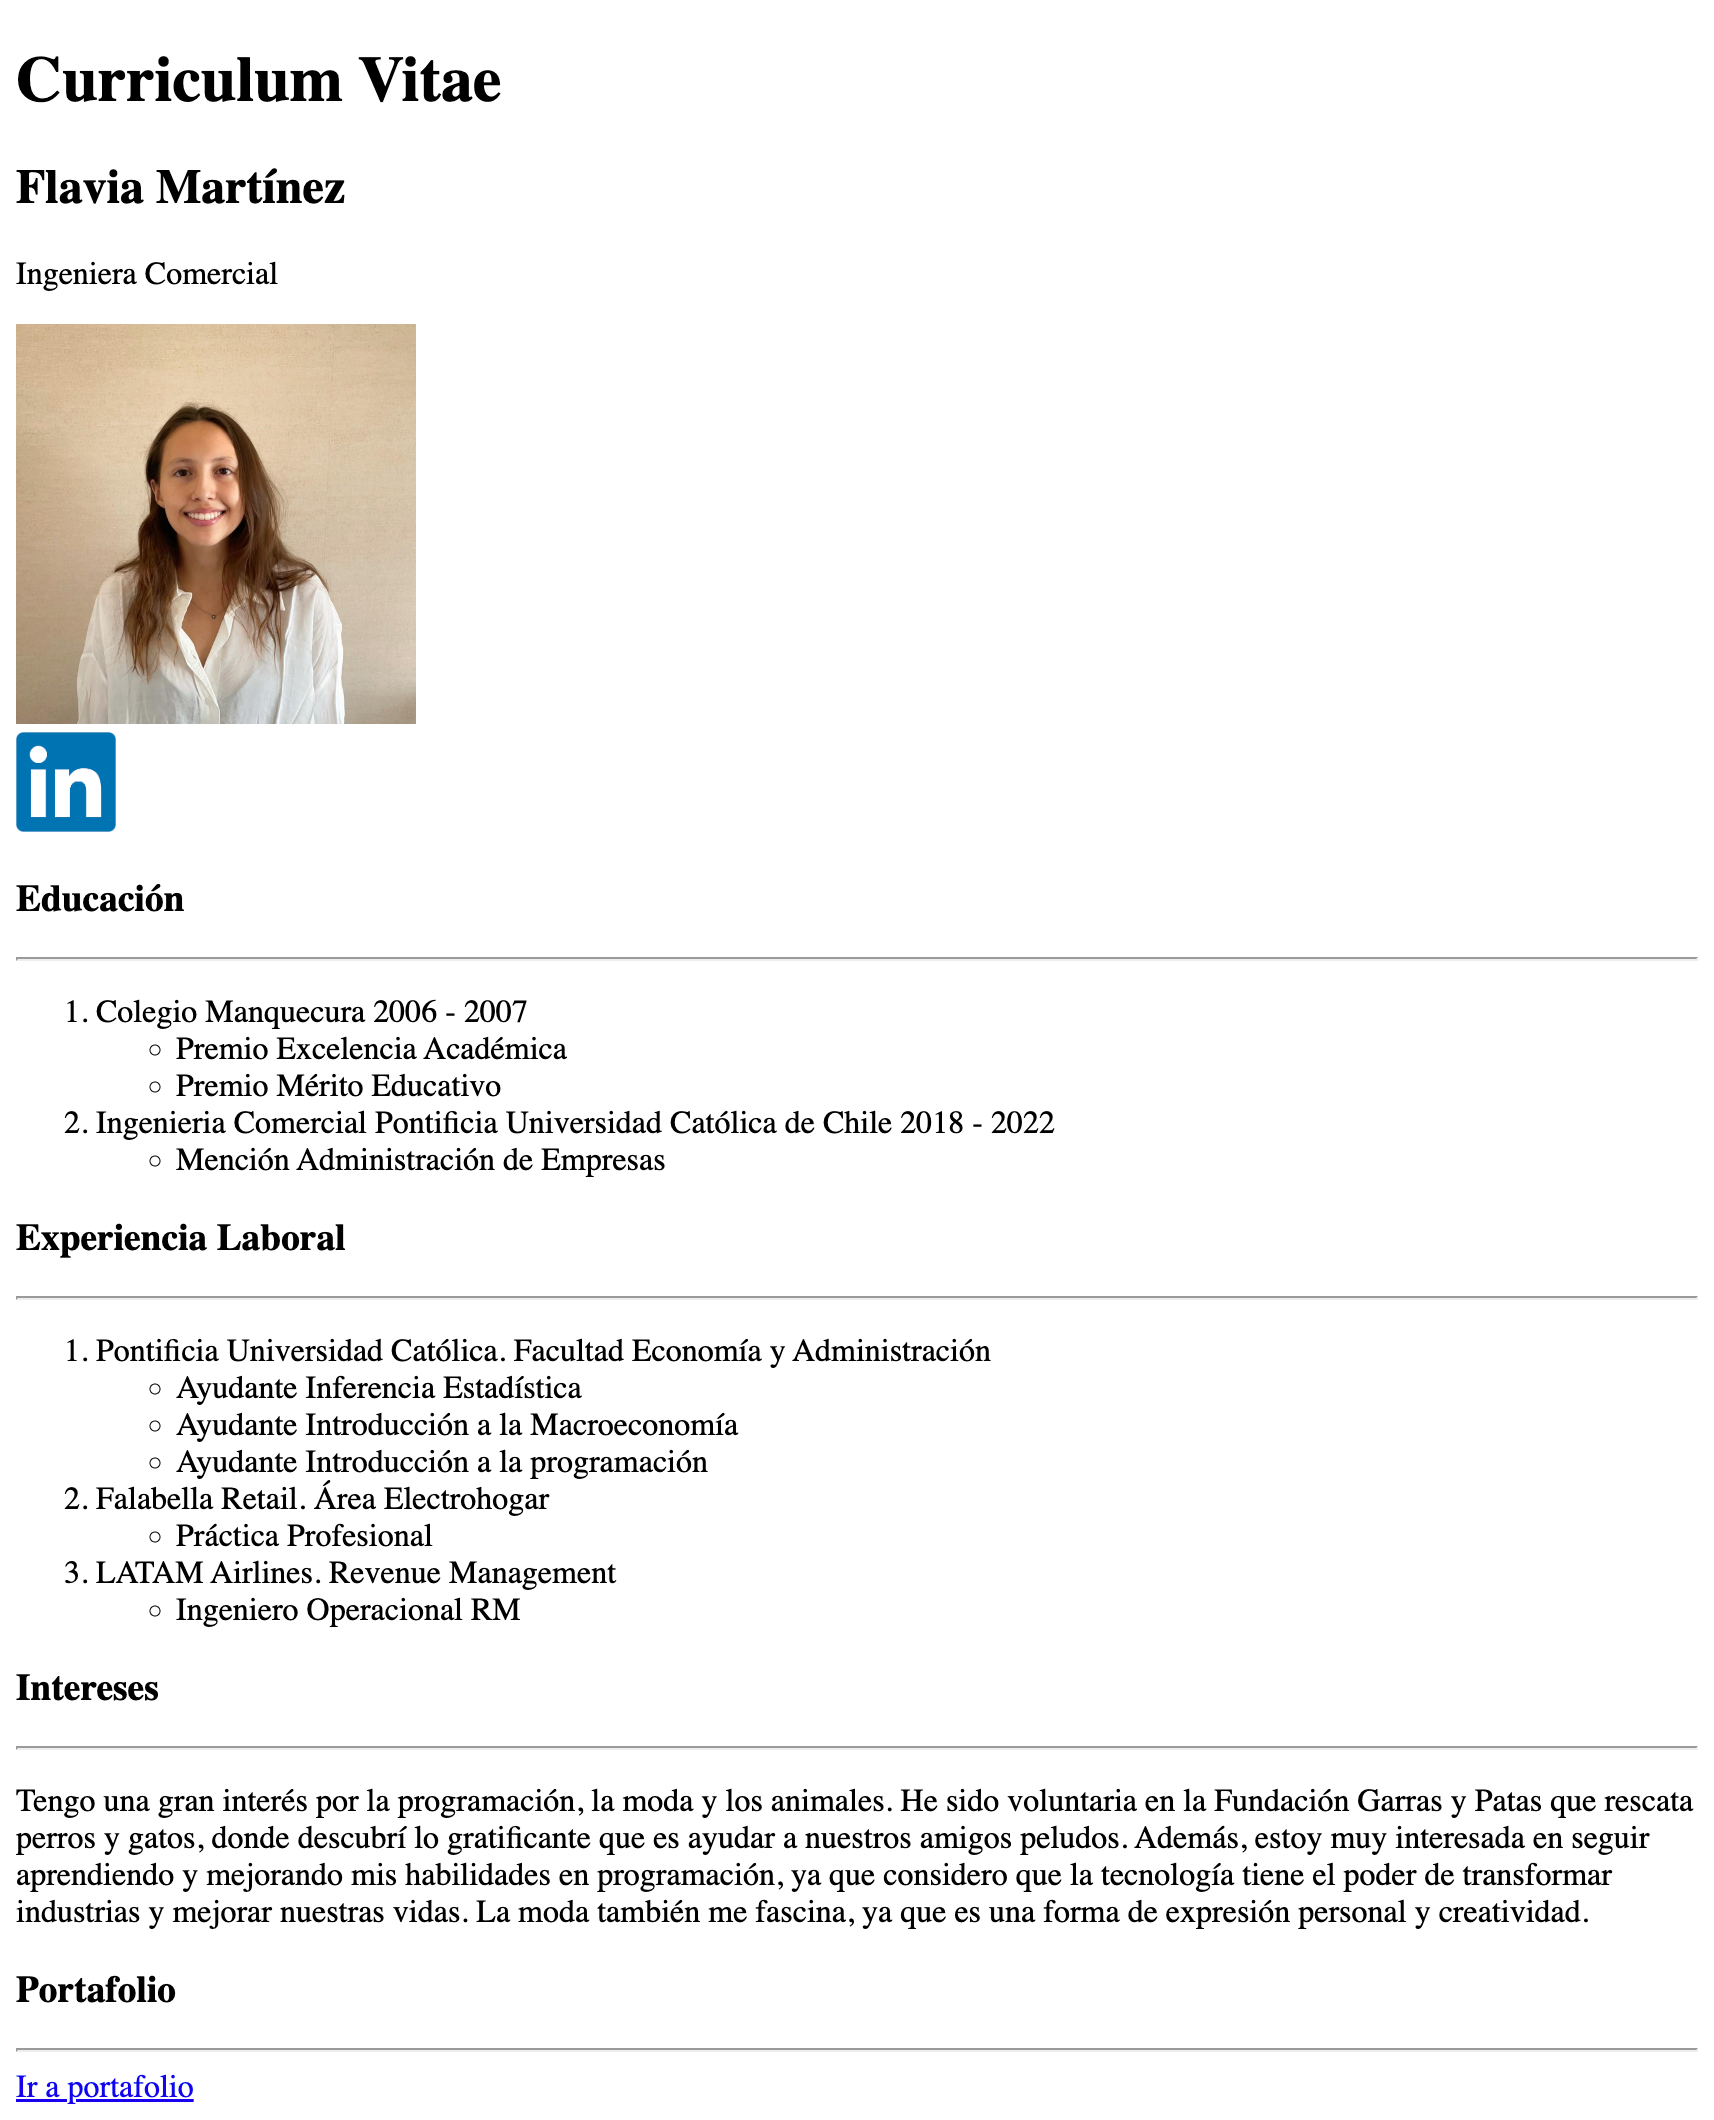 Curriculum Vitae
Flavia Martínez
Ingeniera Comercial
in
Educación
1. Colegio Manquecura 2006 - 2007
◦ Premio Excelencia Académica
◦ Premio Mérito Educativo
2. Ingenieria Comercial Pontificia Universidad Católica de Chile 2018 - 2022
◦ Mención Administración de Empresas
Experiencia Laboral
1. Pontificia Universidad Católica. Facultad Economía y Administración
◦ Ayudante Inferencia Estadística
◦ Ayudante Introducción a la Macroeconomía
◦ Ayudante Introducción a la programación
2. Falabella Retail. Área Electrohogar
◦ Práctica Profesional
3. LATAM Airlines. Revenue Management
◦ Ingeniero Operacional RM
Intereses
Tengo una gran interés por la programación, la moda y los animales. He sido voluntaria en la Fundación Garras y Patas que rescata
perros y gatos, donde descubrí lo gratificante que es ayudar a nuestros amigos peludos. Además, estoy muy interesada en seguir
aprendiendo y mejorando mis habilidades en programación, ya que considero que la tecnología tiene el poder de transformar
industrias y mejorar nuestras vidas. La moda también me fascina, ya que es una forma de expresión personal y creatividad.
Portafolio
Ir a portafolio